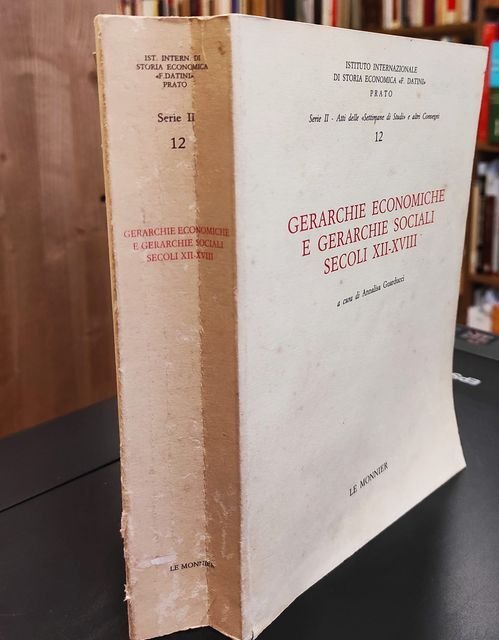 IST. INTERN. DI
STORIA ECONOMICA
«F. DATINI»
PRATO
Serie II
12
GERARCHIE ECONOMICHE
E GERARCHIE SOCIALI
SECOLI XII-XVIII
LE MONNIER
ISTITUTO INTERNAZIONALE
DI STORIA ECONOMICA «F. DATINI»
PRATO
Serie II - Atti delle «Settimane di Studi» e altri Convegni
12
GERARCHIE ECONOMICHE
E GERARCHIE SOCIALI
SECOLI XII-XVIII
a cura di Annalisa Guarducci
LE MONNIER